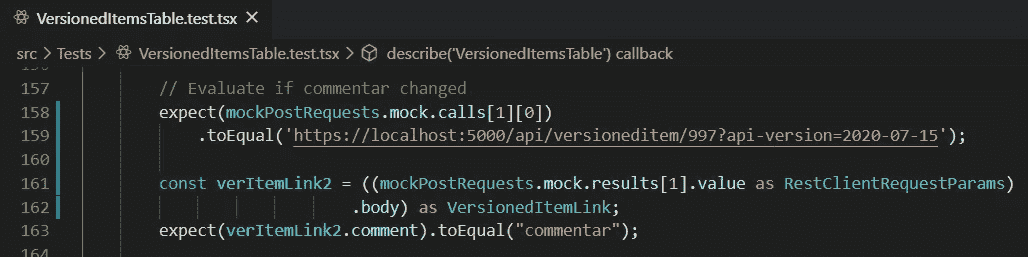 VersionedItemsTable.test.tsx ×
src > Tests > VersionedItemsTable.test.tsx > describe('VersionedItemsTable') callback
157 // Evaluate if commentar changed
158 expect(mockPostRequests.mock.calls[1][0])
159 .toEqual('https://localhost:5000/api/versioneditem/997?api-version=2020-07-15');
160
161 const verItemLink2 = ((mockPostRequests.mock.results[1].value as RestClientRequestParams)
162 .body) as VersionedItemLink;
163 expect(verItemLink2.comment).toEqual("commentar");
164